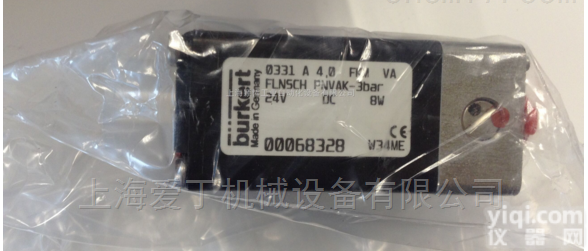 burkert
Made in Germany
0331 A 4,0 FKM VA
FLNSCH PNVAK-3bar
24V DC 8W
00068328 W34ME
CE
上海爱丁机械设备有限公司
yiqi.com
仪器网